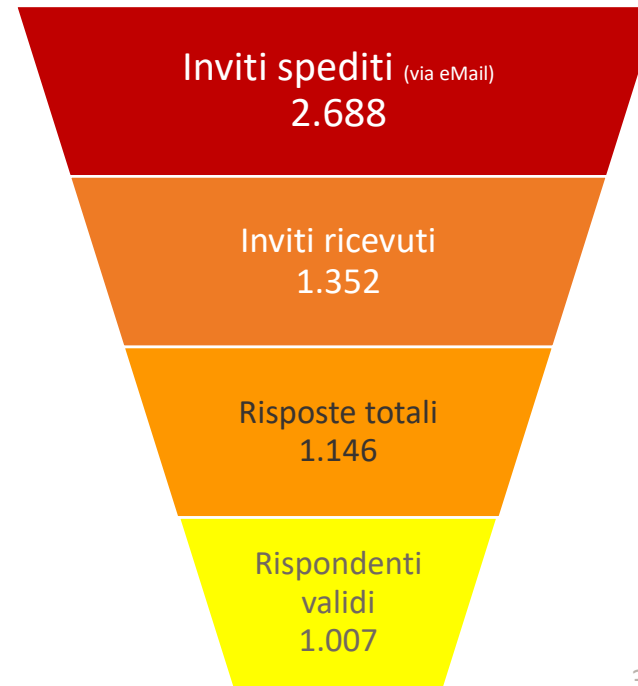 Inviti spediti (via eMail)
2.688
Inviti ricevuti
1.352
Risposte totali
1.146
Rispondenti
validi
1.007